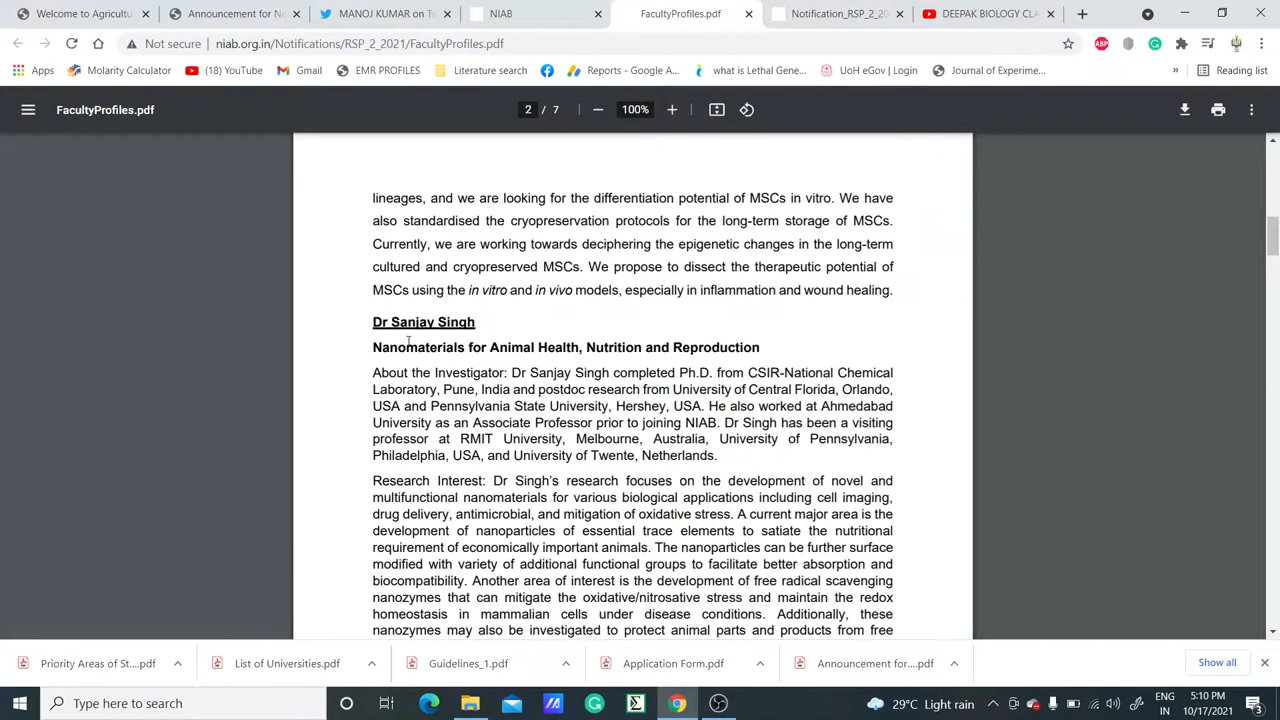 Welcome to Agricultu
Announcement for N
MANOJ KUMAR on T
NIAB
FacultyProfiles.pdf
Notification_RSP_2_20
DEEPAK BIOLOGY CLA
Not secure
niab.org.in/Notifications/RSP_2_2021/FacultyProfiles.pdf
Apps
Molarity Calculator
(18) YouTube
Gmail
EMR PROFILES
Literature search
Reports - Google A...
what is Lethal Gene...
UoH eGov | Login
Journal of Experime...
»
Reading list
FacultyProfiles.pdf
2 / 7
100%
lineages, and we are looking for the differentiation potential of MSCs in vitro. We have
also standardised the cryopreservation protocols for the long-term storage of MSCs.
Currently, we are working towards deciphering the epigenetic changes in the long-term
cultured and cryopreserved MSCs. We propose to dissect the therapeutic potential of
MSCs using the in vitro and in vivo models, especially in inflammation and wound healing.
Dr Sanjay Singh
Nanomaterials for Animal Health, Nutrition and Reproduction
About the Investigator: Dr Sanjay Singh completed Ph.D. from CSIR-National Chemical
Laboratory, Pune, India and postdoc research from University of Central Florida, Orlando,
USA and Pennsylvania State University, Hershey, USA. He also worked at Ahmedabad
University as an Associate Professor prior to joining NIAB. Dr Singh has been a visiting
professor at RMIT University, Melbourne, Australia, University of Pennsylvania,
Philadelphia, USA, and University of Twente, Netherlands.
Research Interest: Dr Singh's research focuses on the development of novel and
multifunctional nanomaterials for various biological applications including cell imaging,
drug delivery, antimicrobial, and mitigation of oxidative stress. A current major area is the
development of nanoparticles of essential trace elements to satiate the nutritional
requirement of economically important animals. The nanoparticles can be further surface
modified with variety of additional functional groups to facilitate better absorption and
biocompatibility. Another area of interest is the development of free radical scavenging
nanozymes that can mitigate the oxidative/nitrosative stress and maintain the redox
homeostasis in mammalian cells under disease conditions. Additionally, these
nanozymes may also be investigated to protect animal parts and products from free
Priority Areas of St....pdf
List of Universities.pdf
Guidelines_1.pdf
Application Form.pdf
Announcement for....pdf
Show all
Type here to search
29°C Light rain
ENG
IN
5:10 PM
10/17/2021
3